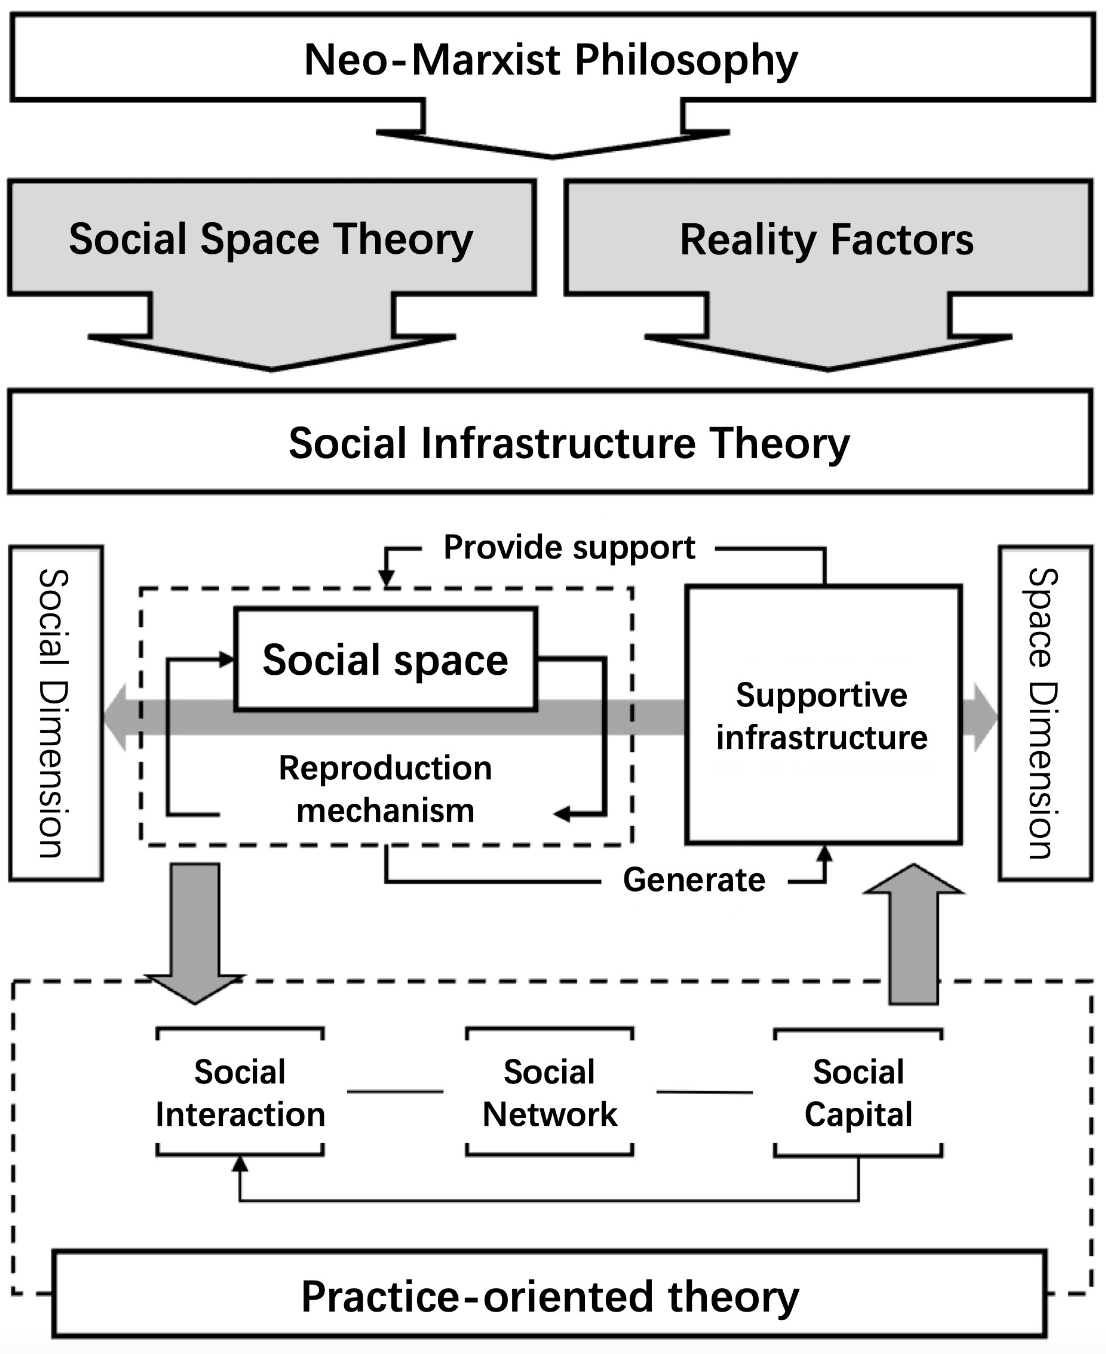 Neo-Marxist Philosophy
Social Space Theory
Reality Factors
Social Infrastructure Theory
Provide support
Social Dimension
Social space
Reproduction
mechanism
Supportive
infrastructure
Space Dimension
Generate
Social
Interaction
Social
Network
Social
Capital
Practice-oriented theory